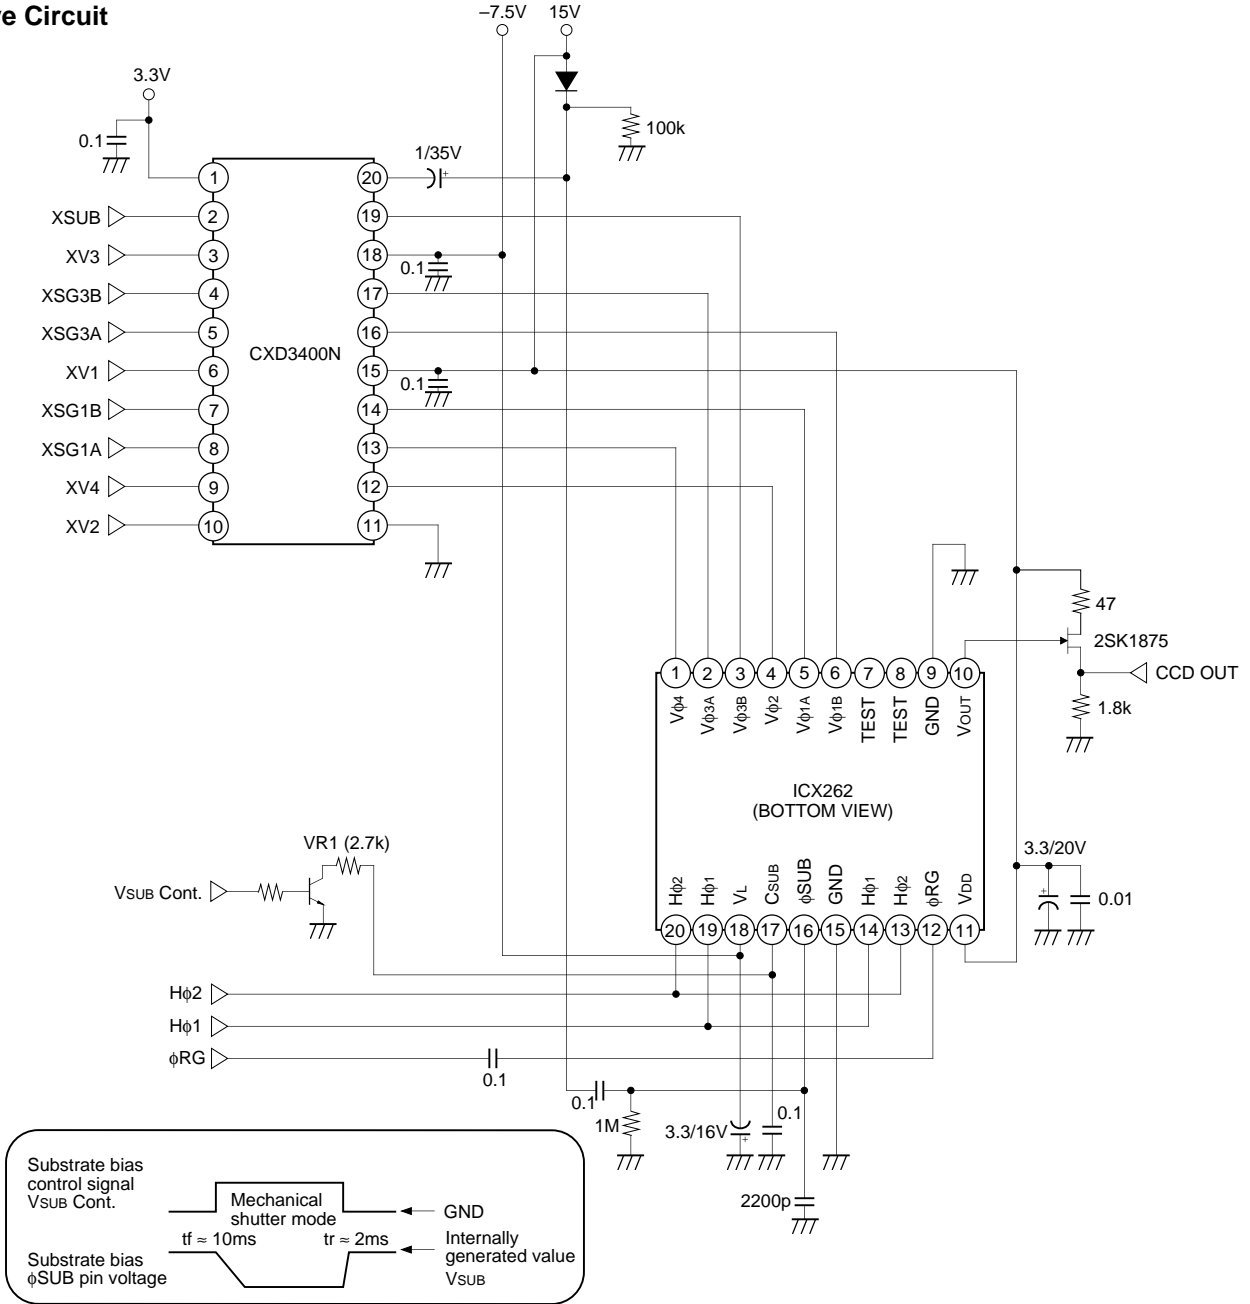 ve Circuit
–7.5V 15V
3.3V
0.1
100k
1/35V
1 20
XSUB 2 19
XV3 3 18
0.1
XSG3B 4 17
XSG3A 5 16
CXD3400N
XV1 6 15
0.1
XSG1B 7 14
XSG1A 8 13
XV4 9 12
XV2 10 11
47
2SK1875
CCD OUT
1.8k
1 2 3 4 5 6 7 8 9 10
Vϕ4 Vϕ3A Vϕ3B Vϕ2 Vϕ1A Vϕ1B TEST TEST GND VOUT
ICX262
(BOTTOM VIEW)
VR1 (2.7k)
VSUB Cont.
3.3/20V
0.01
Hϕ2 Hϕ1 VL CSUB ϕSUB GND Hϕ1 Hϕ2 ϕRG VDD
20 19 18 17 16 15 14 13 12 11
Hϕ2
Hϕ1
ϕRG
0.1
0.1
1M
3.3/16V
0.1
2200p
Substrate bias
control signal
VSUB Cont.
Mechanical
shutter mode
GND
tf ≈ 10ms tr ≈ 2ms
Internally
generated value
VSUB
Substrate bias
ϕSUB pin voltage